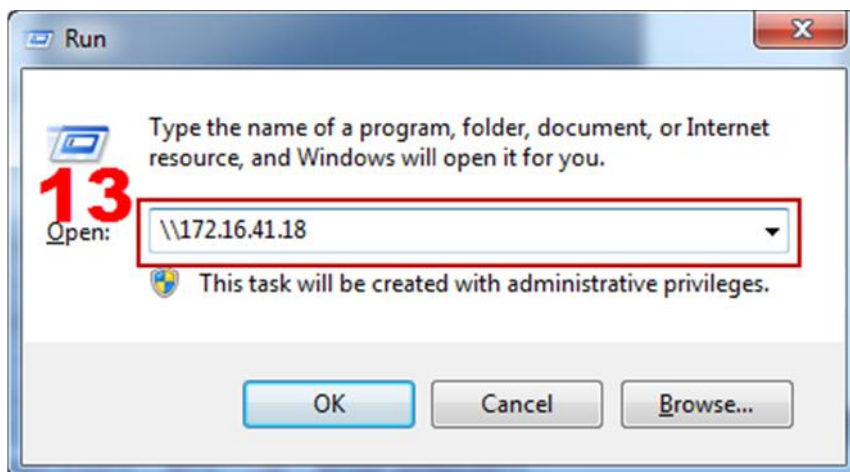 Run
Type the name of a program, folder, document, or Internet
resource, and Windows will open it for you.
13
Open: \\172.16.41.18
This task will be created with administrative privileges.
OK Cancel Browse...